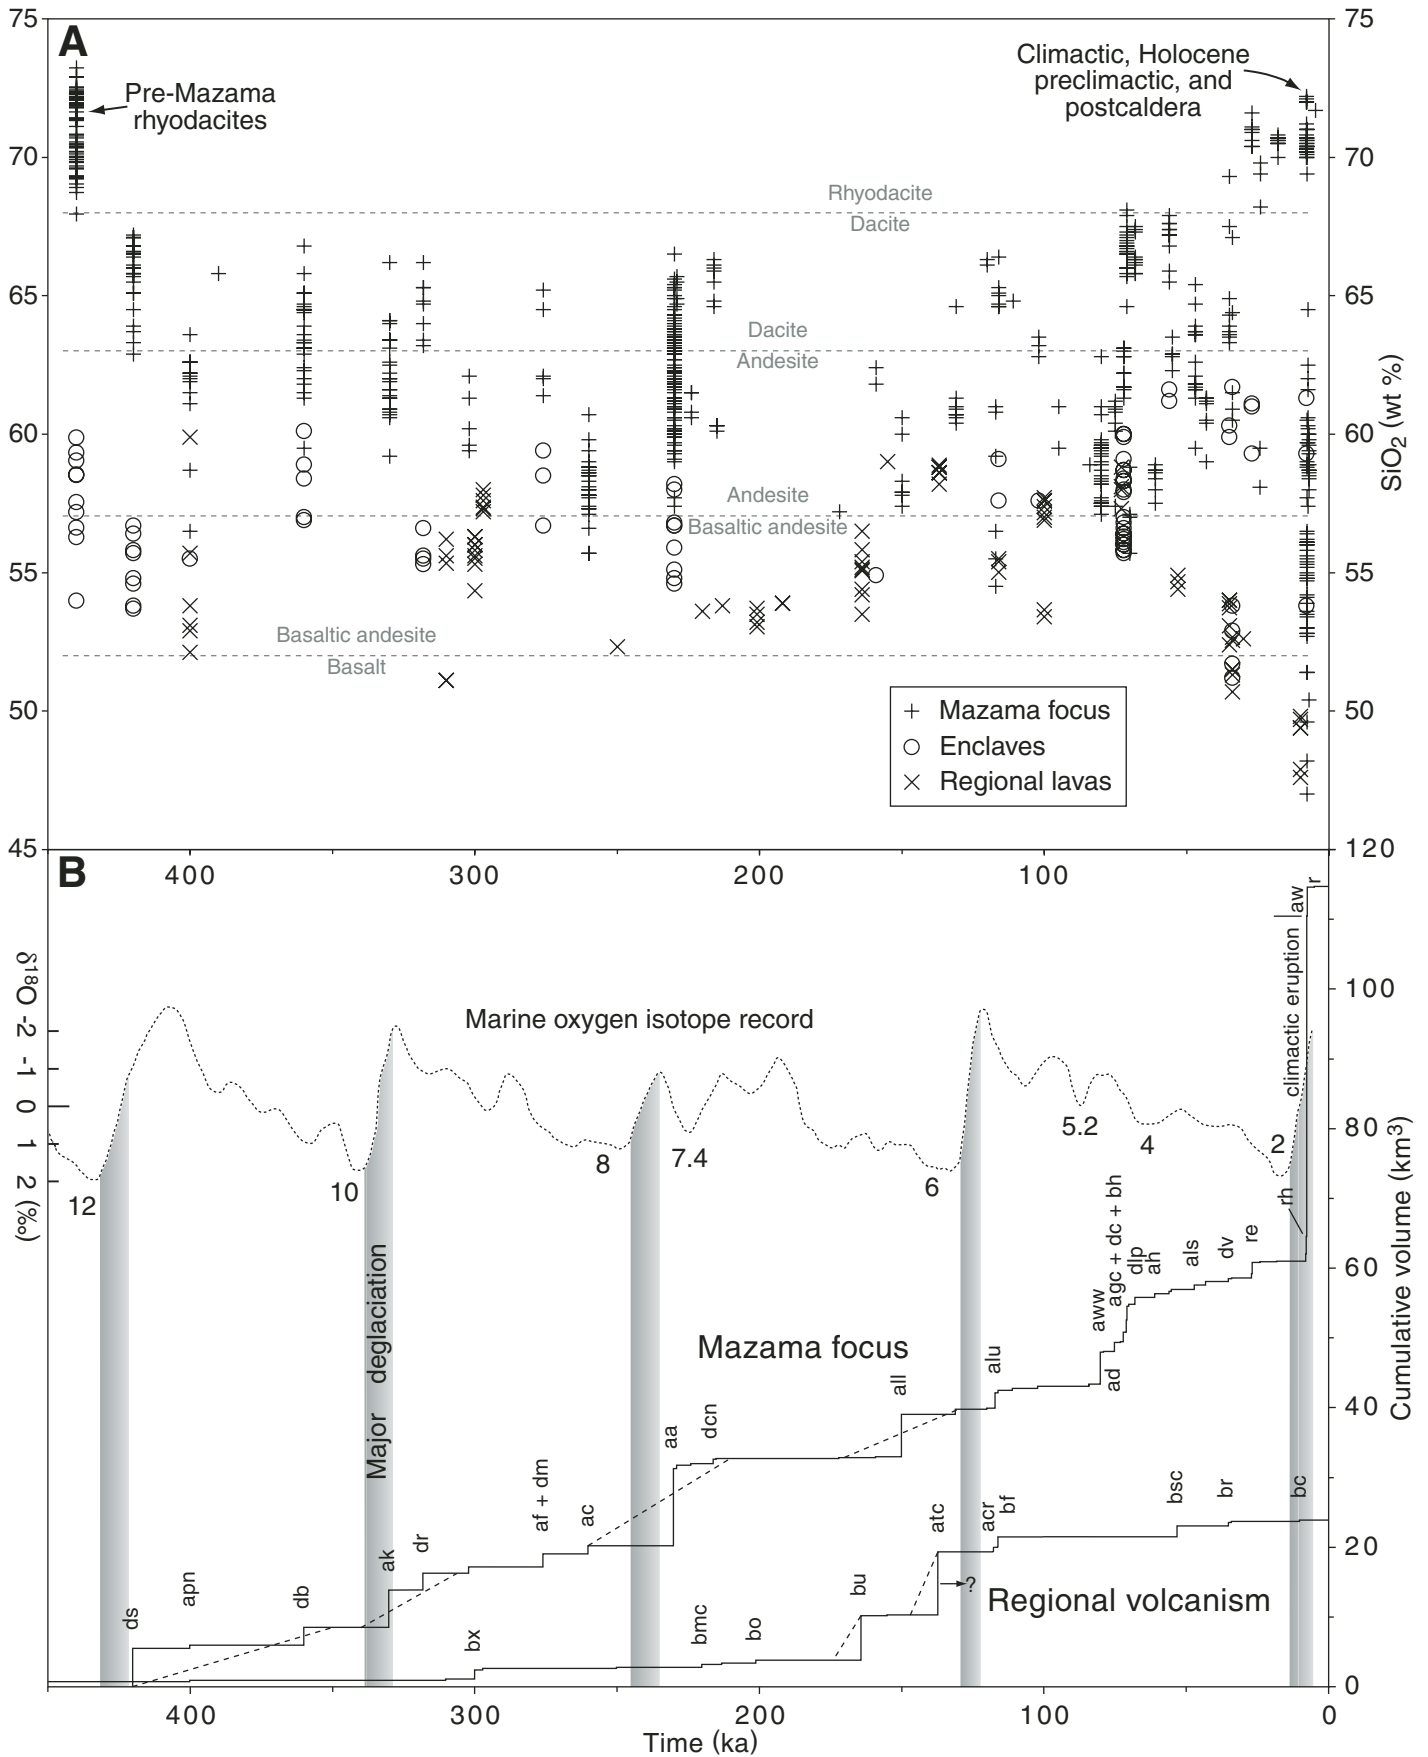 75
75
A
Climactic, Holocene
preclimactic, and
postcaldera
Pre-Mazama
rhyodacites
70
70
Rhyodacite
Dacite
65
65
Dacite
Andesite
60
60
SiO2 (wt %)
Andesite
Basaltic andesite
55
55
Basaltic andesite
Basalt
50
50
Mazama focus
Enclaves
Regional lavas
45
120
B
400
300
200
100
r
aw
climactic eruption
δ18O
-2
-1
0
1
2
(‰)
Marine oxygen isotope record
100
80
60
40
20
0
Cumulative volume (km3)
12
10
8
7.4
6
5.2
4
2
rh
Major deglaciation
Mazama focus
ds
apn
db
ak
dr
af + dm
ac
aa
dcn
all
alu
aww
ad
agc + dc + bh
dlp
ah
als
dv
re
bx
bmc
bo
bu
atc
acr
bf
bsc
br
bc
?
Regional volcanism
400
300
200
100
0
Time (ka)